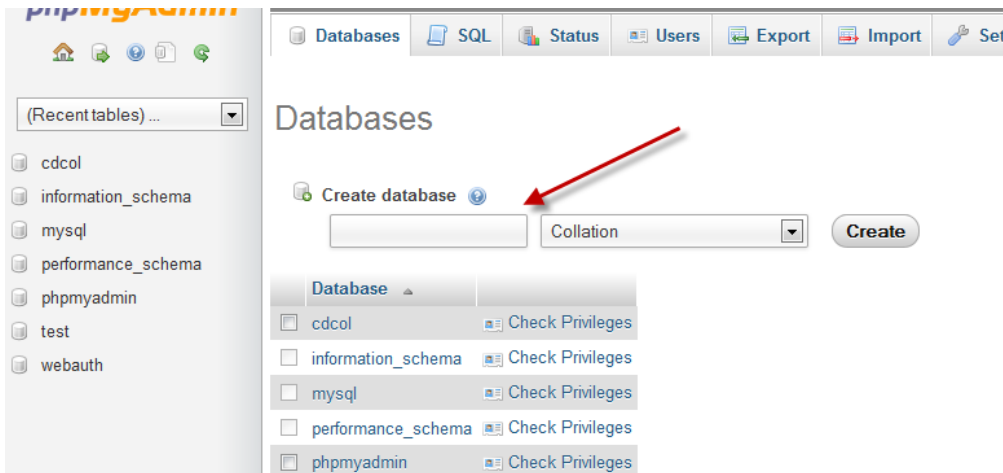 phpMyAdmin
(Recent tables) ...
cdcol
information_schema
mysql
performance_schema
phpmyadmin
test
webauth
Databases
SQL
Status
Users
Export
Import
Set
Databases
Create database
Collation
Create
Database
cdcol Check Privileges
information_schema Check Privileges
mysql Check Privileges
performance_schema Check Privileges
phpmyadmin Check Privileges